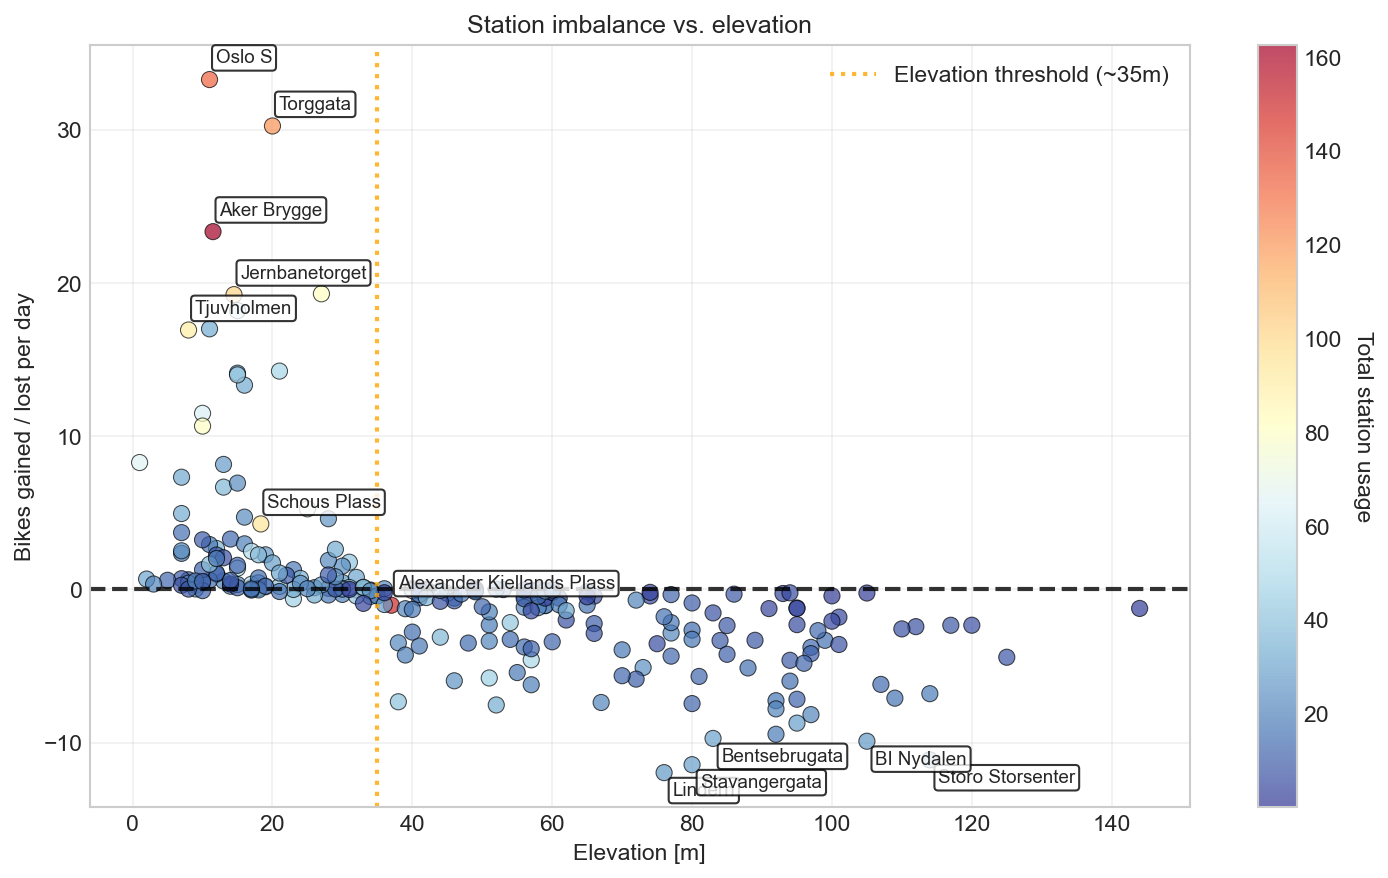 Station imbalance vs. elevation
Oslo S
Elevation threshold (~35m)
Torggata
Aker Brygge
Jernbanetorget
Tjuvholmen
Schous Plass
Alexander Kiellands Plass
Bentsebrugata
BI Nydalen
Storo Storsenter
Stavangergata
30
20
10
0
−10
Bikes gained / lost per day
0
20
40
60
80
100
120
140
Elevation [m]
160
140
120
100
80
60
40
20
Total station usage